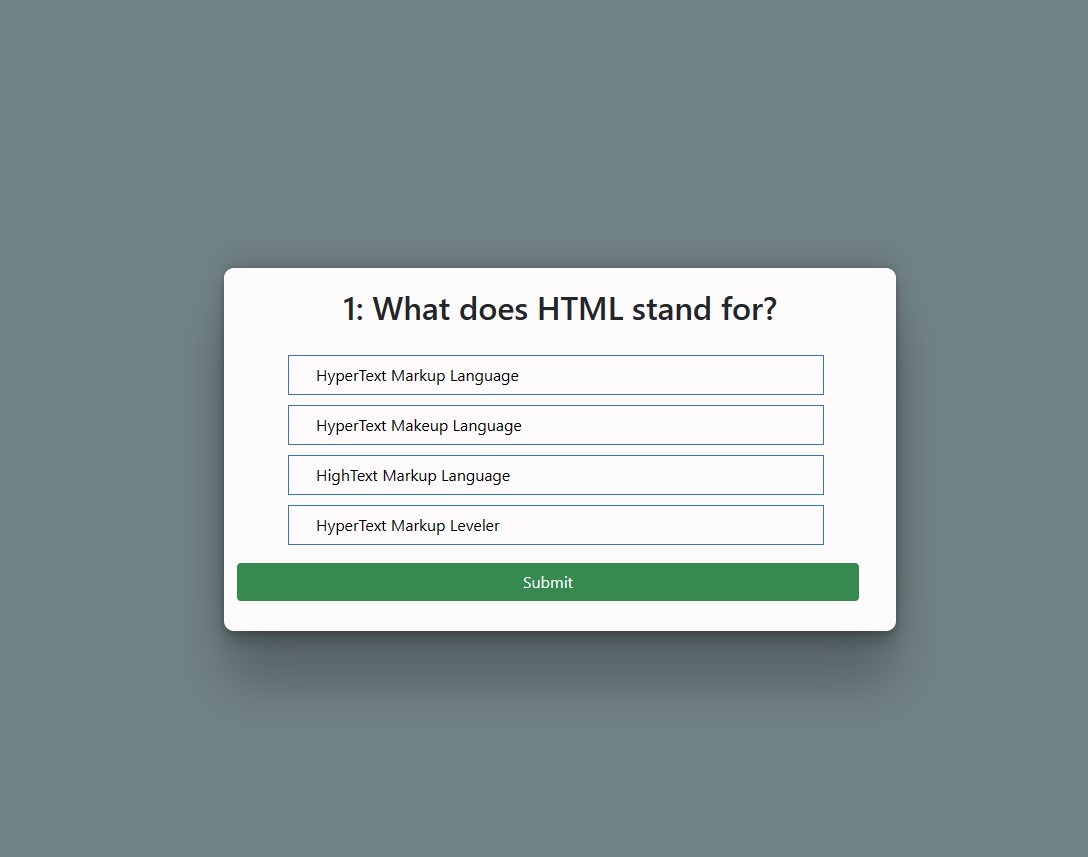 1: What does HTML stand for?
HyperText Markup Language
HyperText Makeup Language
HighText Markup Language
HyperText Markup Leveler
Submit